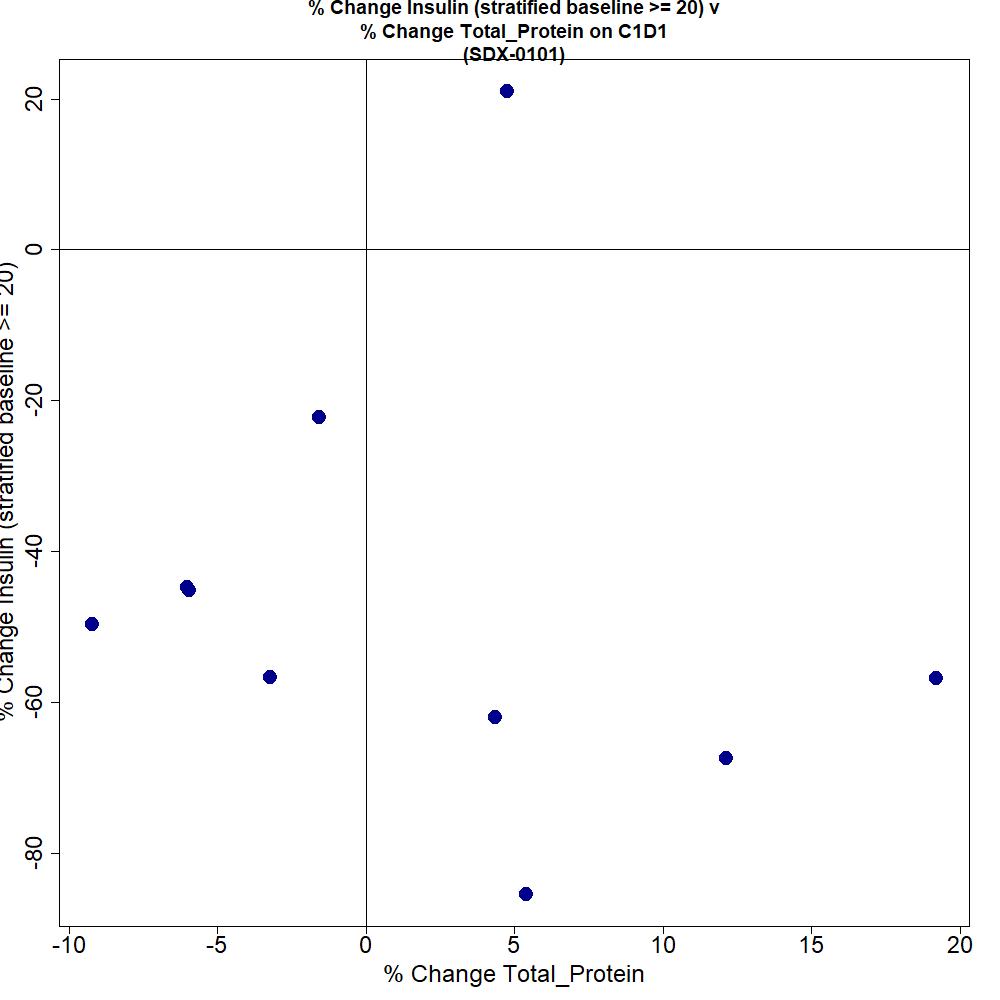 % Change Insulin (stratified baseline >= 20) v
% Change Total_Protein on C1D1
(SDX-0101)
20
0
-20
-40
-60
-80
% Change Insulin (stratified baseline >= 20)
-10
-5
0
5
10
15
20
% Change Total_Protein